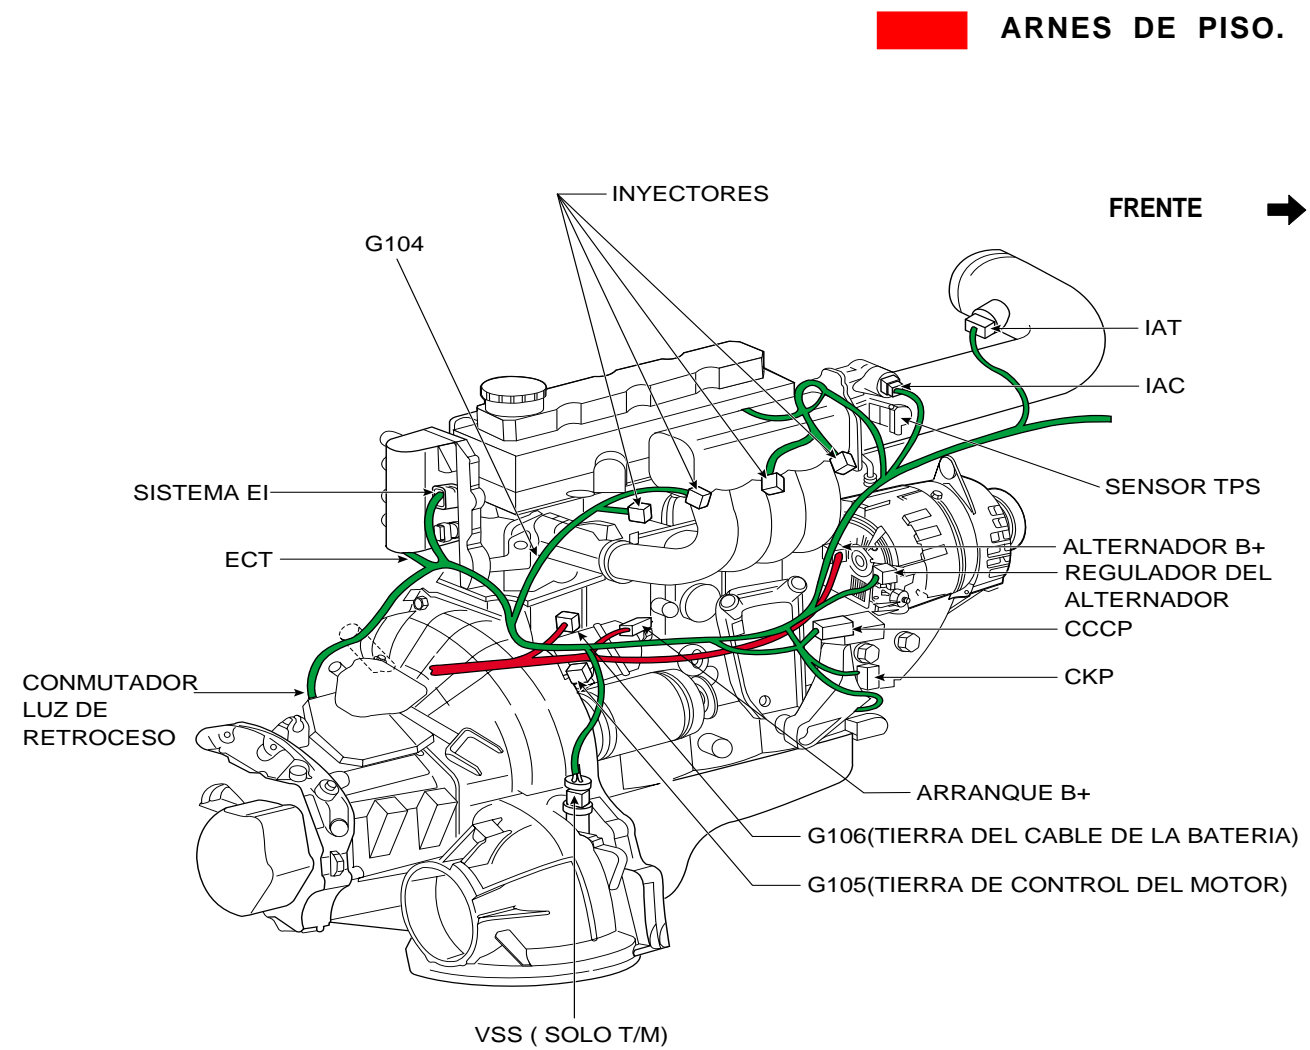 ARNES DE PISO.
INYECTORES
FRENTE
G104
IAT
IAC
SISTEMA EI
SENSOR TPS
ECT
ALTERNADOR B+
REGULADOR DEL
ALTERNADOR
CCCP
CKP
CONMUTADOR
LUZ DE
RETROCESO
ARRANQUE B+
G106(TIERRA DEL CABLE DE LA BATERIA)
G105(TIERRA DE CONTROL DEL MOTOR)
VSS ( SOLO T/M)